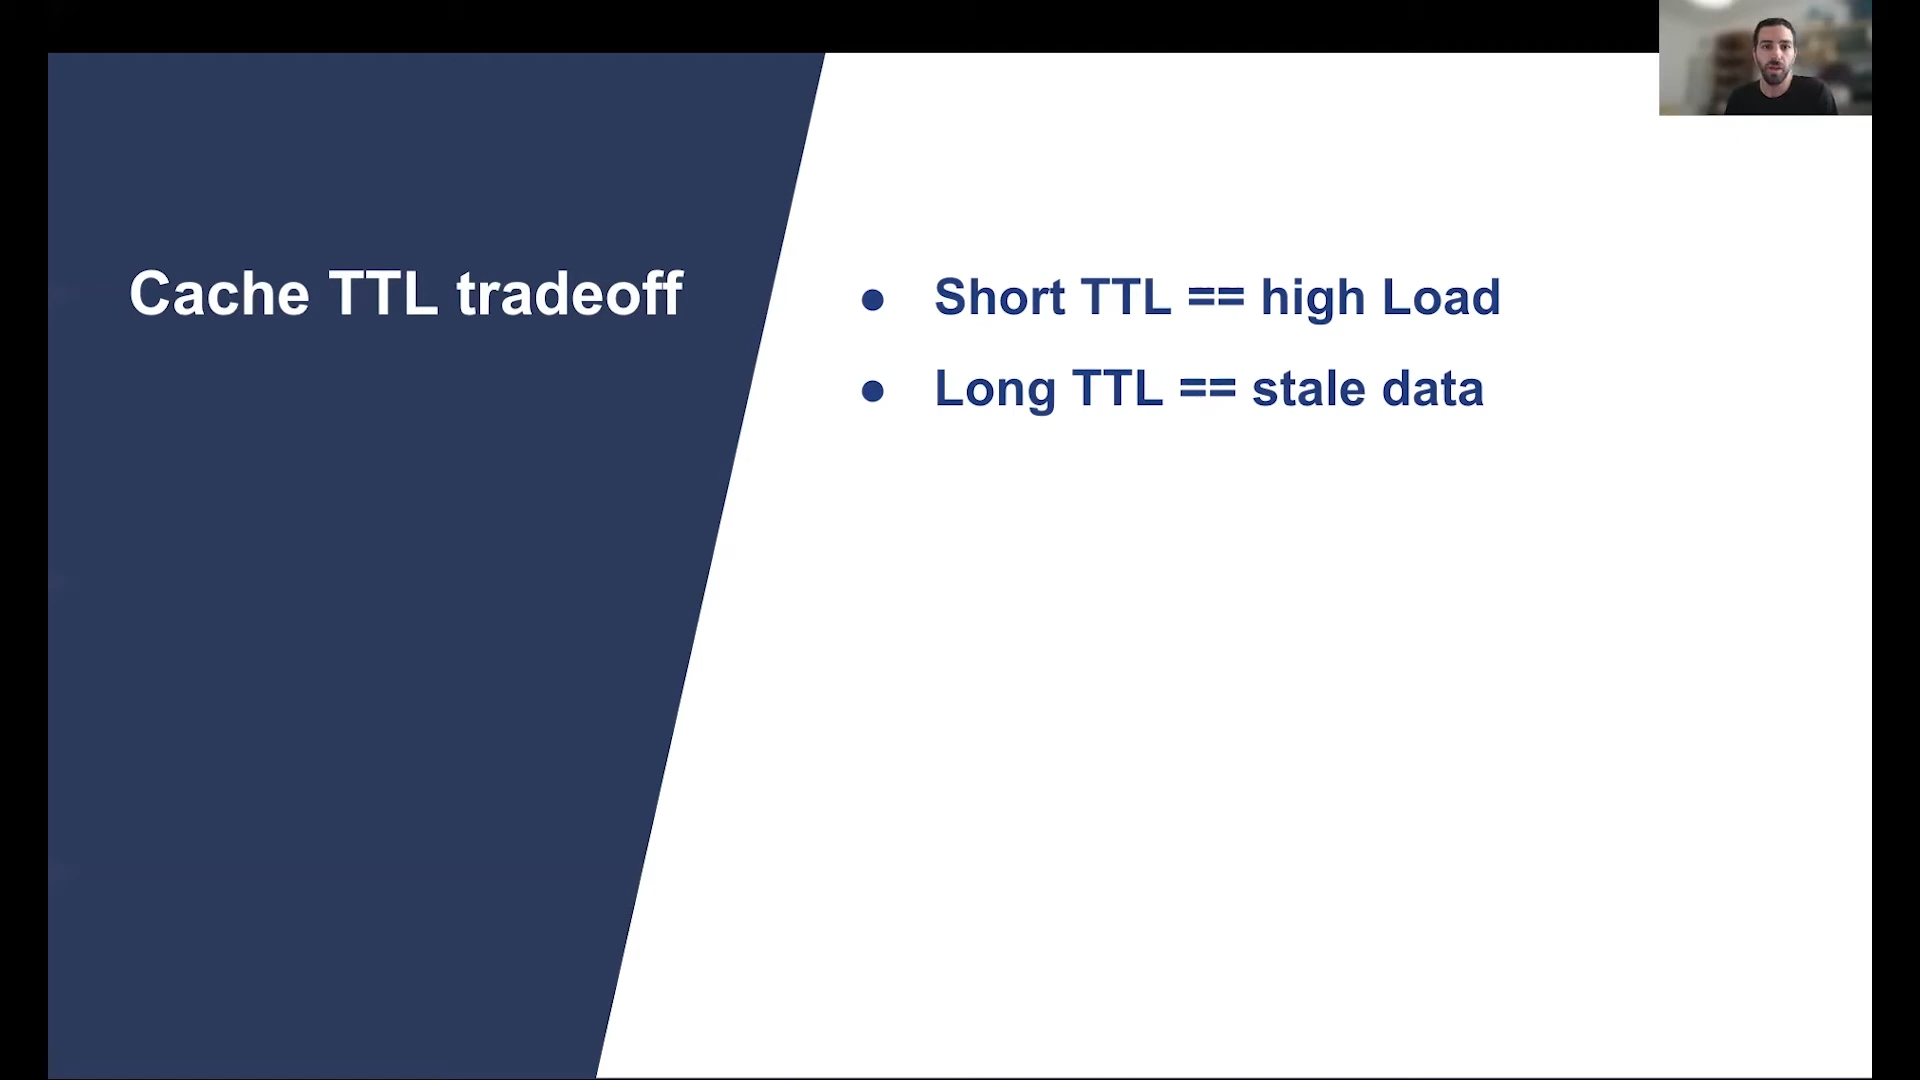 Cache TTL tradeoff
● Short TTL == high Load
● Long TTL == stale data